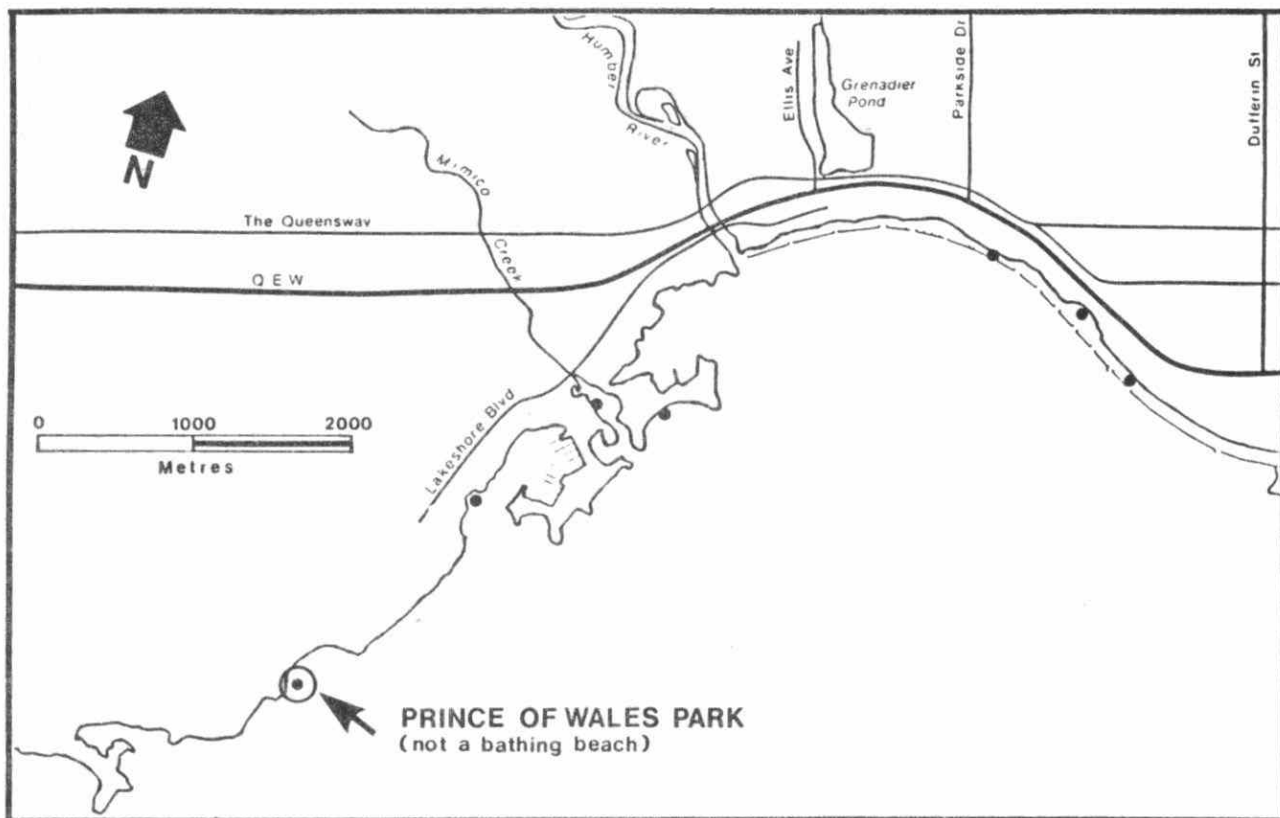 Humber
River
Ellis Ave
Grenadier
Pond
Parkside Dr
Dufferin St
N
Mimico
Creek
The Queensway
QEW
Lakeshore Blvd
0 1000 2000
Metres
PRINCE OF WALES PARK
(not a bathing beach)